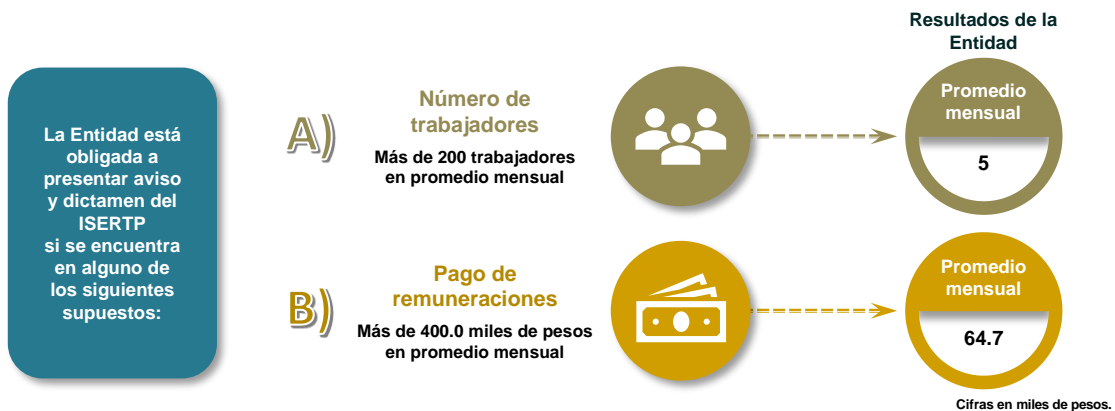 La Entidad está
obligada a
presentar aviso
y dictamen del
ISERTP
si se encuentra
en alguno de
los siguientes
supuestos:
A)
Número de
trabajadores
Más de 200 trabajadores
en promedio mensual
Resultados de la
Entidad
Promedio
mensual
5
B)
Pago de
remuneraciones
Más de 400.0 miles de pesos
en promedio mensual
Promedio
mensual
64.7
Cifras en miles de pesos.